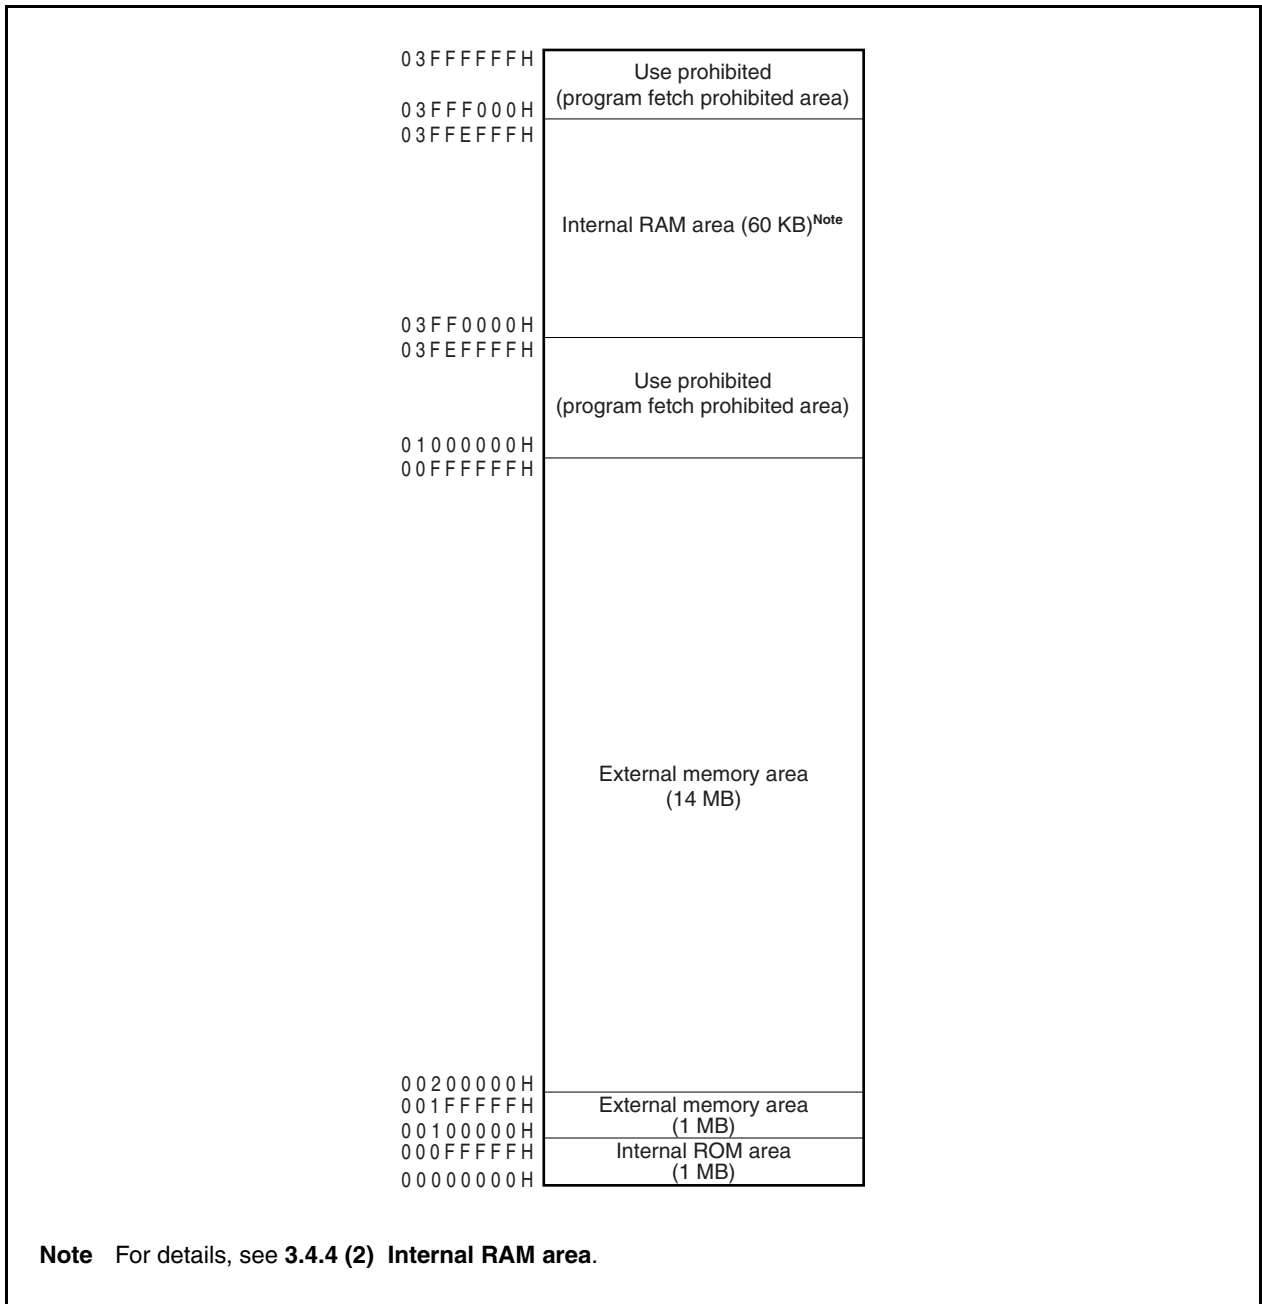 03FFFFFFH
Use prohibited
(program fetch prohibited area)
03FFF000H
03FFEFFFH
Internal RAM area (60 KB)Note
03FF0000H
03FEFFFFH
Use prohibited
(program fetch prohibited area)
01000000H
00FFFFFFH
External memory area
(14 MB)
00200000H
001FFFFFH
External memory area
(1 MB)
00100000H
000FFFFFH
Internal ROM area
(1 MB)
00000000H
Note For details, see 3.4.4 (2) Internal RAM area.